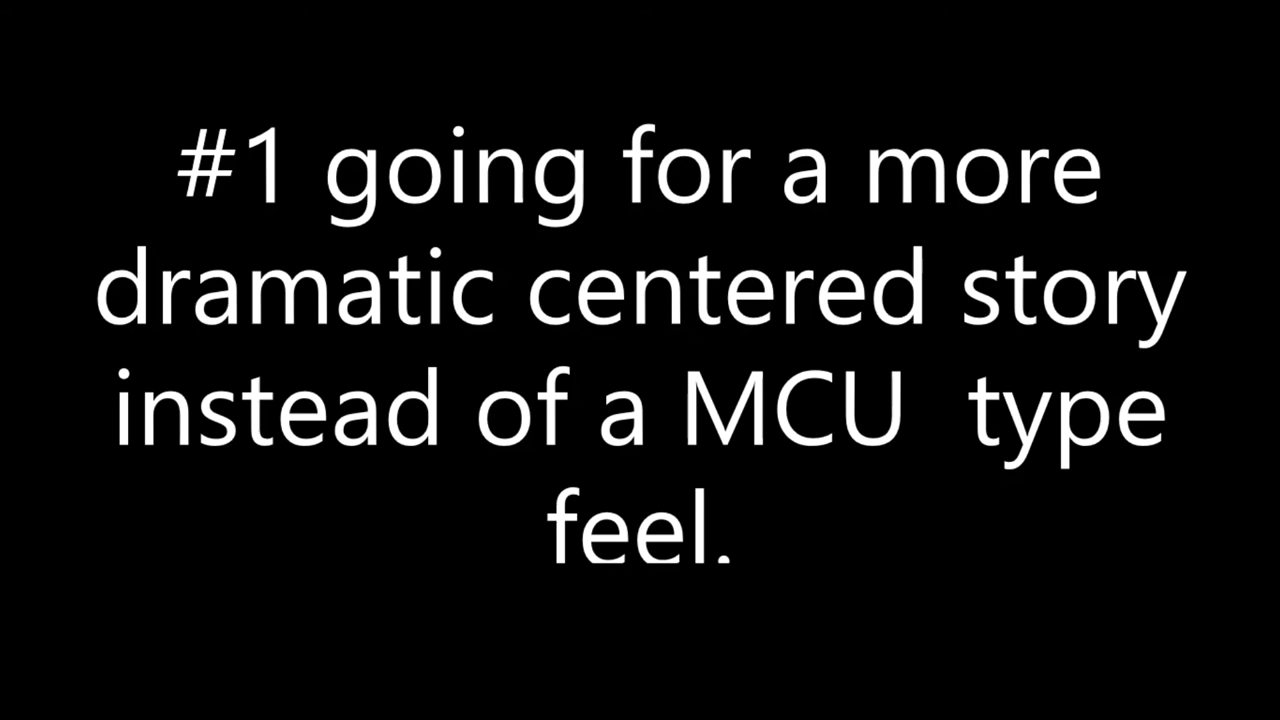 #1 going for a more
dramatic centered story
instead of a MCU  type
feel.